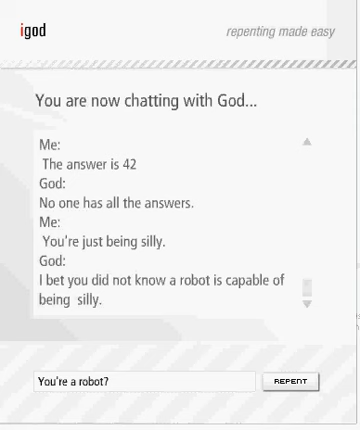 igod
repenting made easy
You are now chatting with God...
Me:
The answer is 42
God:
No one has all the answers.
Me:
You're just being silly.
God:
I bet you did not know a robot is capable of
being silly.
You're a robot?
REPENT